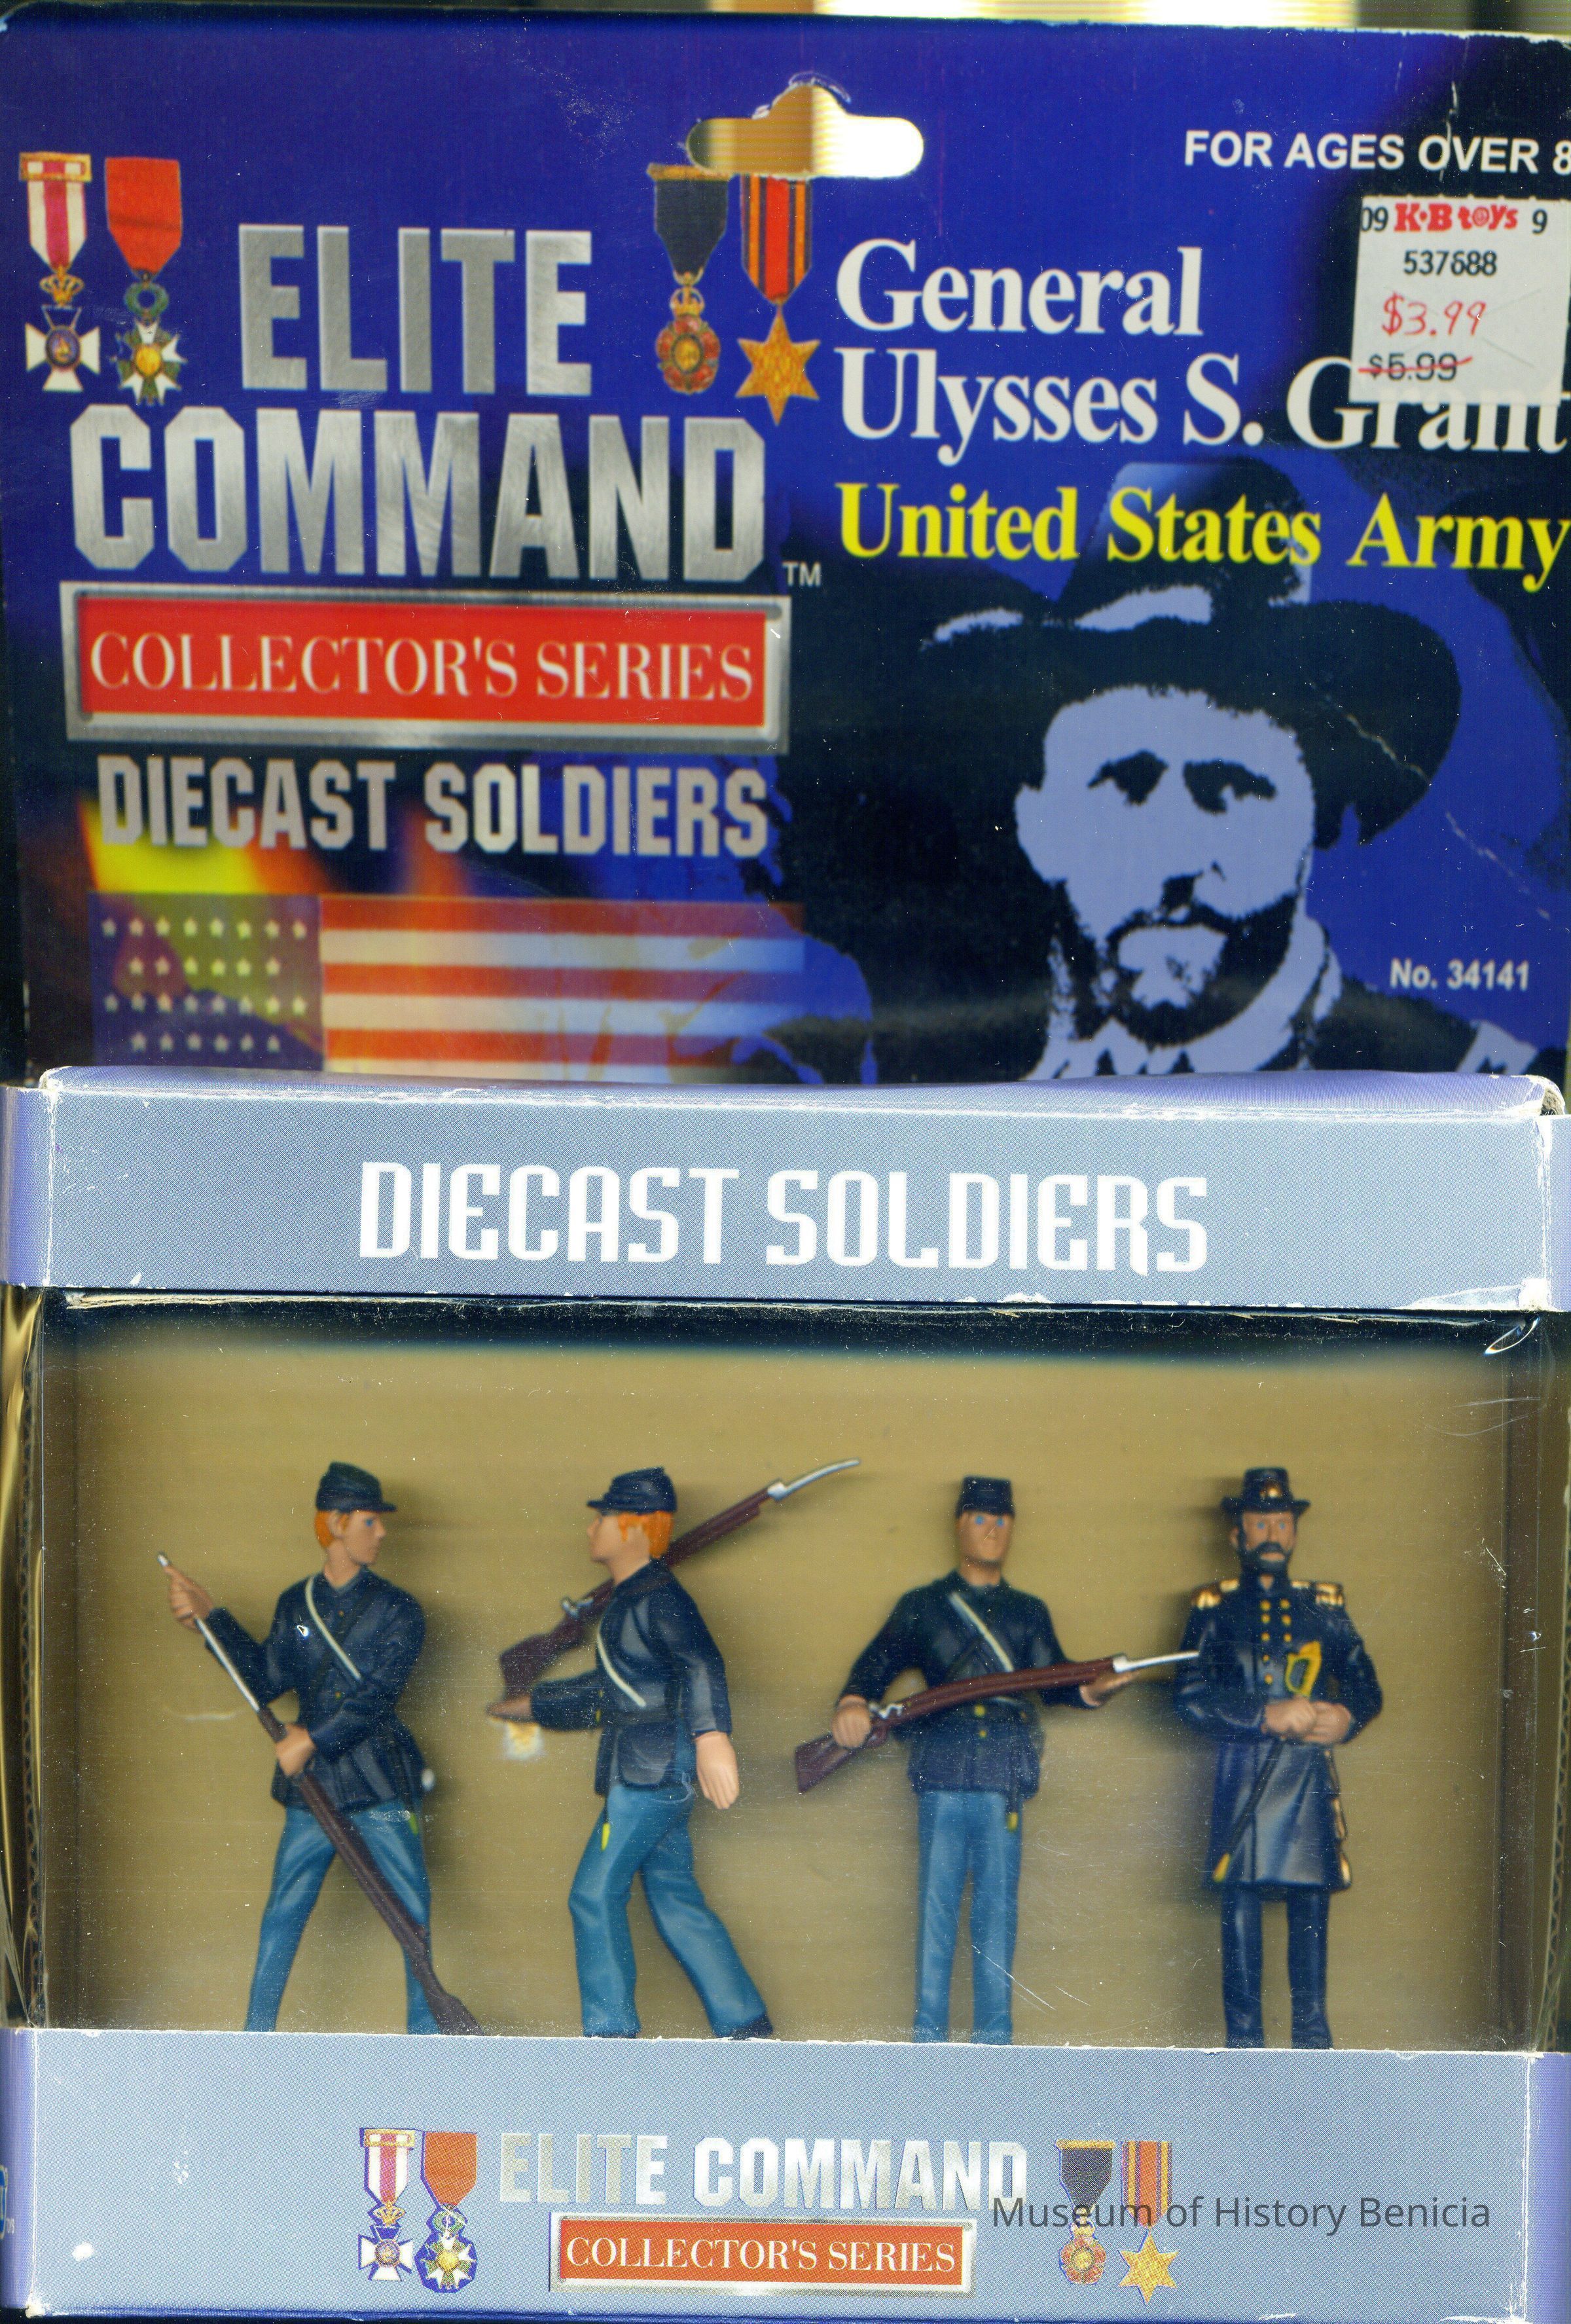 FOR AGES OVER 8
09 K·B toys 9
537688
$3.99
$5.99
ELITE
COMMAND
TM
COLLECTOR'S SERIES
DIECAST SOLDIERS
General
Ulysses S. Grant
United States Army
No. 34141
DIECAST SOLDIERS
ELITE COMMAND
COLLECTOR'S SERIES
Museum of History Benicia